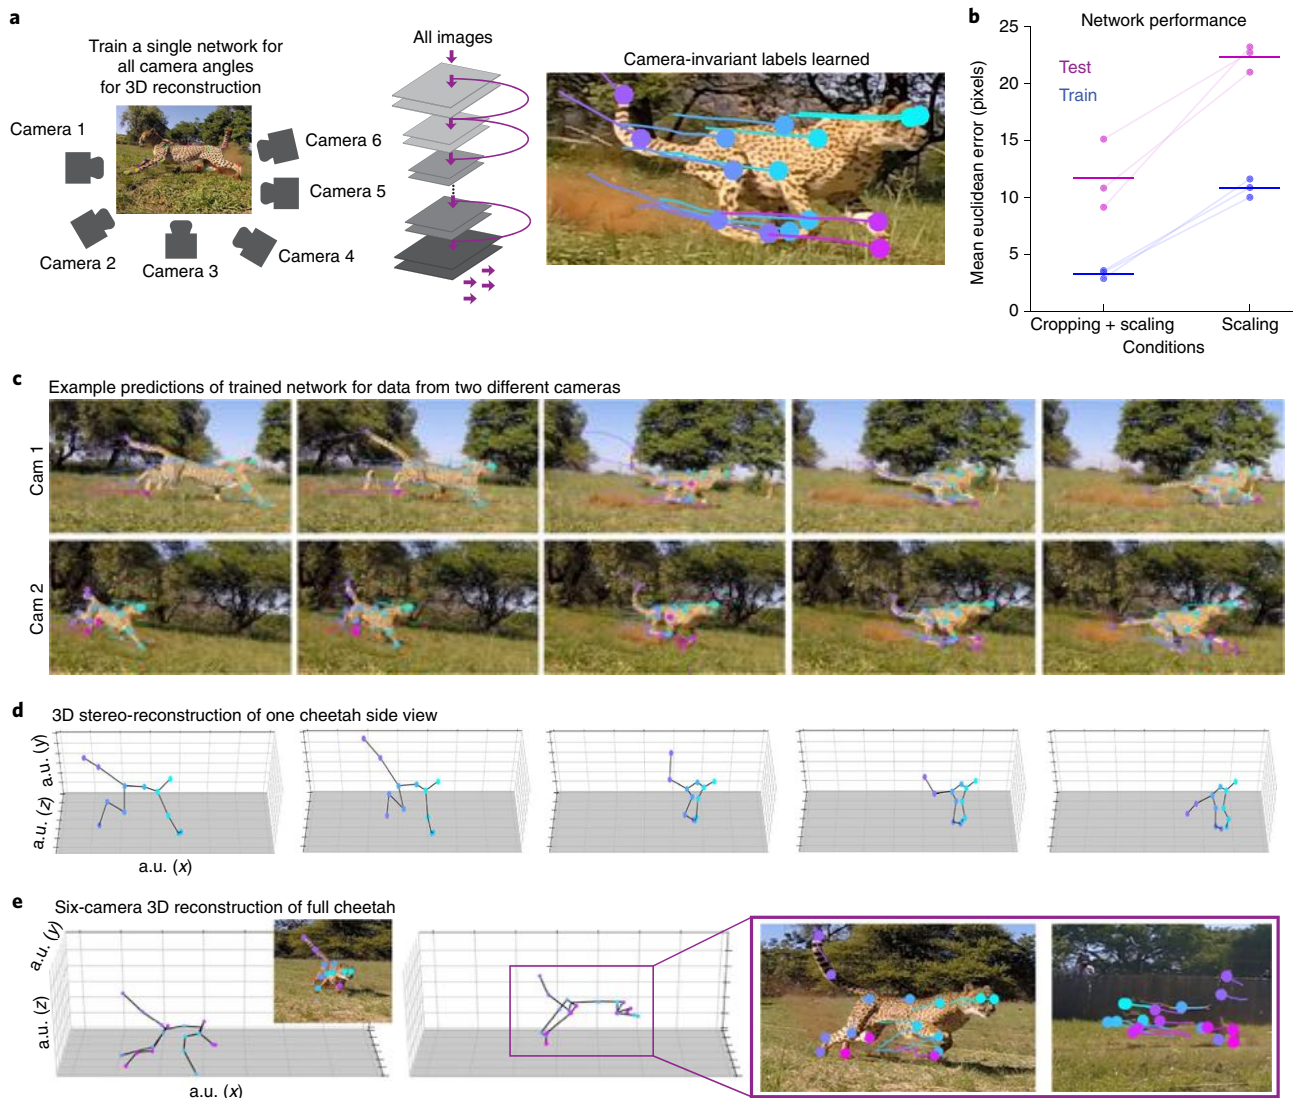 a
Train a single network for
all camera angles
for 3D reconstruction
Camera 1
Camera 2
Camera 3
Camera 4
Camera 5
Camera 6
All images
Camera-invariant labels learned
b
Network performance
Mean euclidean error (pixels)
25
20
15
10
5
0
Test
Train
Cropping + scaling
Scaling
Conditions
c
Example predictions of trained network for data from two different cameras
Cam 1
Cam 2
d
3D stereo-reconstruction of one cheetah side view
a.u. (y)
a.u. (z)
a.u. (x)
e
Six-camera 3D reconstruction of full cheetah
a.u. (y)
a.u. (z)
a.u. (x)